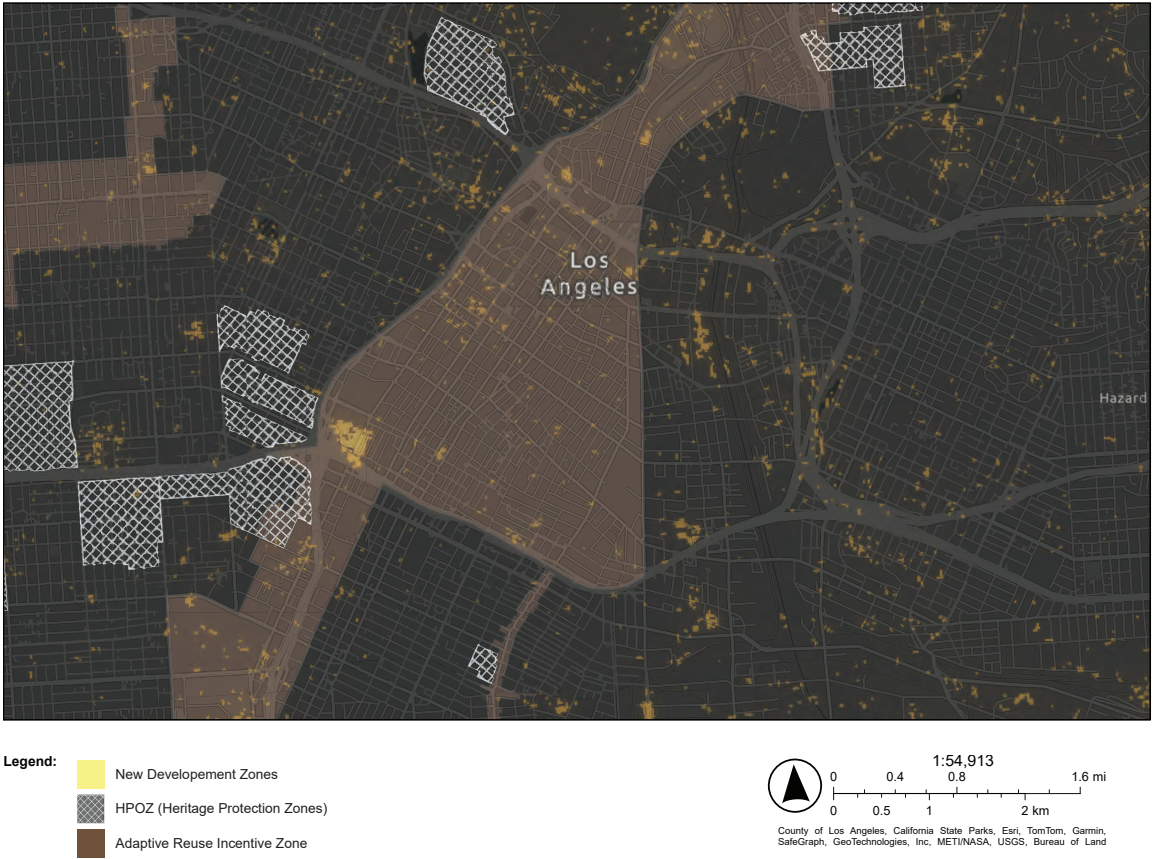 Los
Angeles
Hazard
Legend:
New Developement Zones
HPOZ (Heritage Protection Zones)
Adaptive Reuse Incentive Zone
1:54,913
0 0.4 0.8 1.6 mi
0 0.5 1 2 km
County of Los Angeles, California State Parks, Esri, TomTom, Garmin,
SafeGraph, GeoTechnologies, Inc, METI/NASA, USGS, Bureau of Land